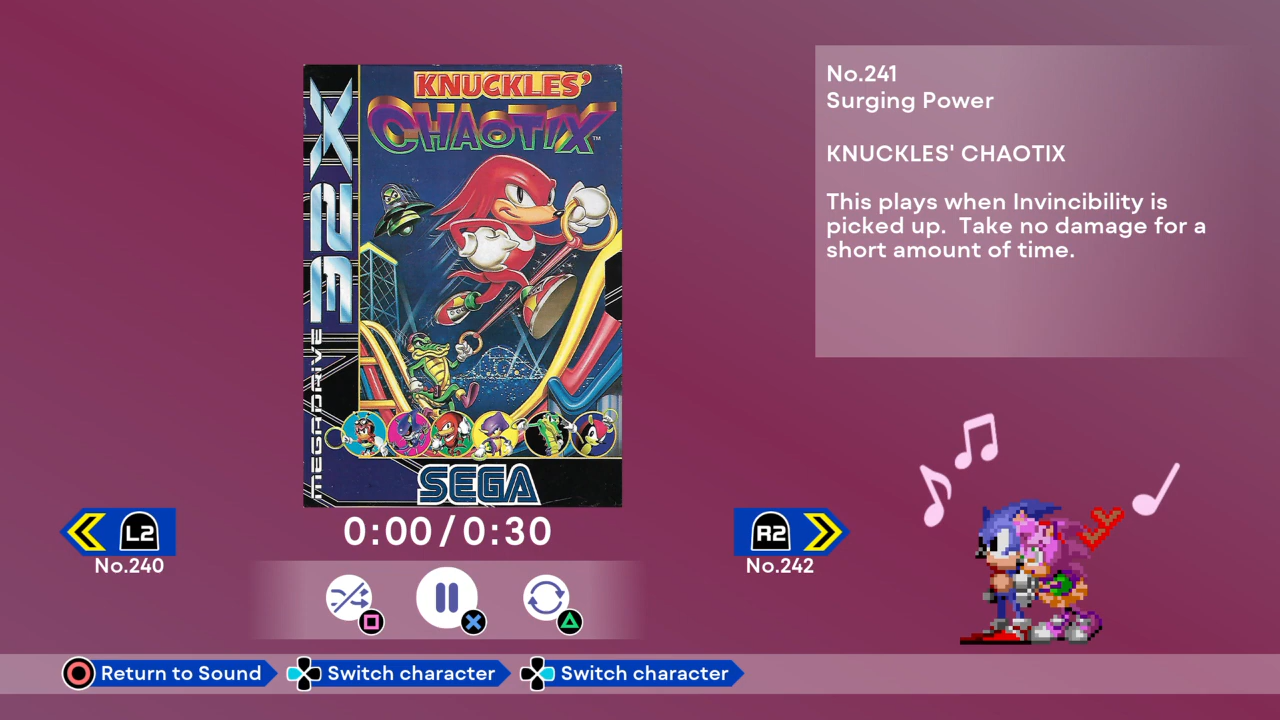 KNUCKLES'
CHAOTIX™
MEGADRIVE 32X
SEGA
No.241
Surging Power
KNUCKLES' CHAOTIX
This plays when Invincibility is
picked up.  Take no damage for a
short amount of time.
L2
No.240
0:00/0:30
R2
No.242
Return to Sound
Switch character
Switch character